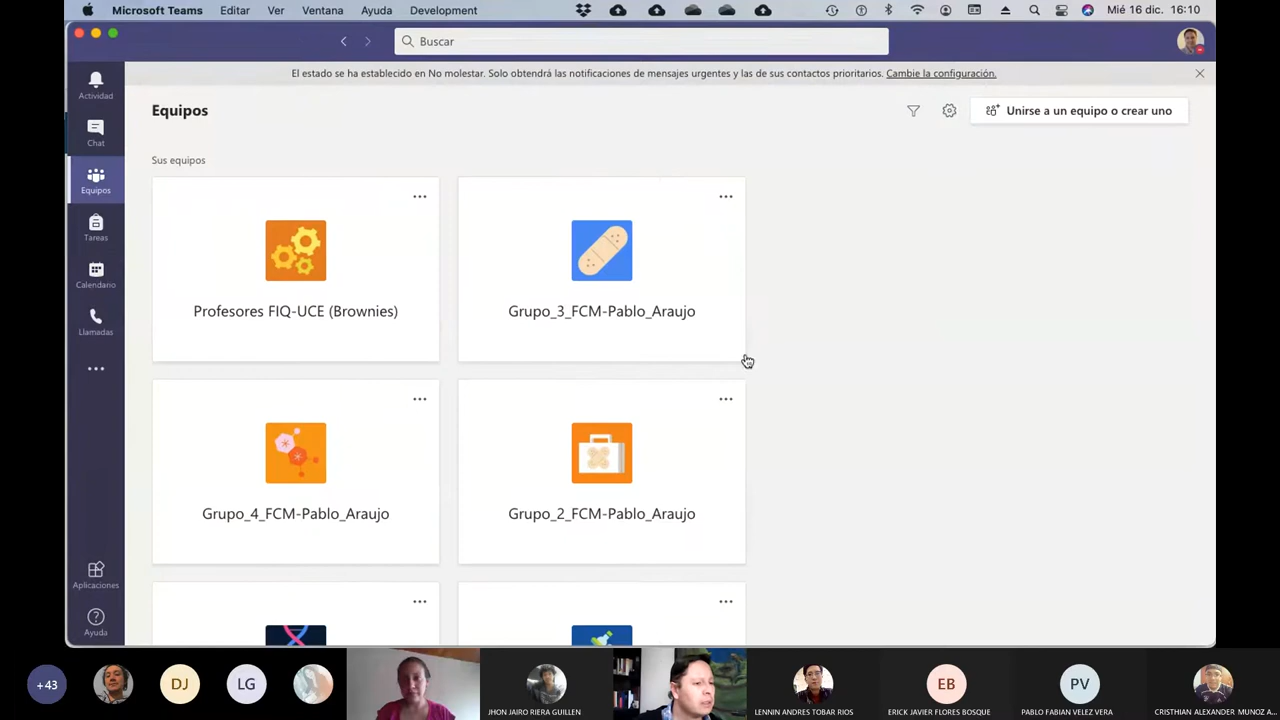 Microsoft Teams Editar Ver Ventana Ayuda Development Mié 16 dic. 16:10
Buscar
El estado se ha establecido en No molestar. Solo obtendrá las notificaciones de mensajes urgentes y las de sus contactos prioritarios. Cambie la configuración.
Actividad
Chat
Equipos
Tareas
Calendario
Llamadas
Aplicaciones
Ayuda
Equipos
Unirse a un equipo o crear uno
Sus equipos
Profesores FIQ-UCE (Brownies)
Grupo_3_FCM-Pablo_Araujo
Grupo_4_FCM-Pablo_Araujo
Grupo_2_FCM-Pablo_Araujo
+43
DJ
LG
JHON JAIRO RIERA GUILLEN
LENNIN ANDRES TOBAR RIOS
EB
ERICK JAVIER FLORES BOSQUE
PV
PABLO FABIAN VELEZ VERA
CRISTHIAN ALEXANDER MUNOZ A...